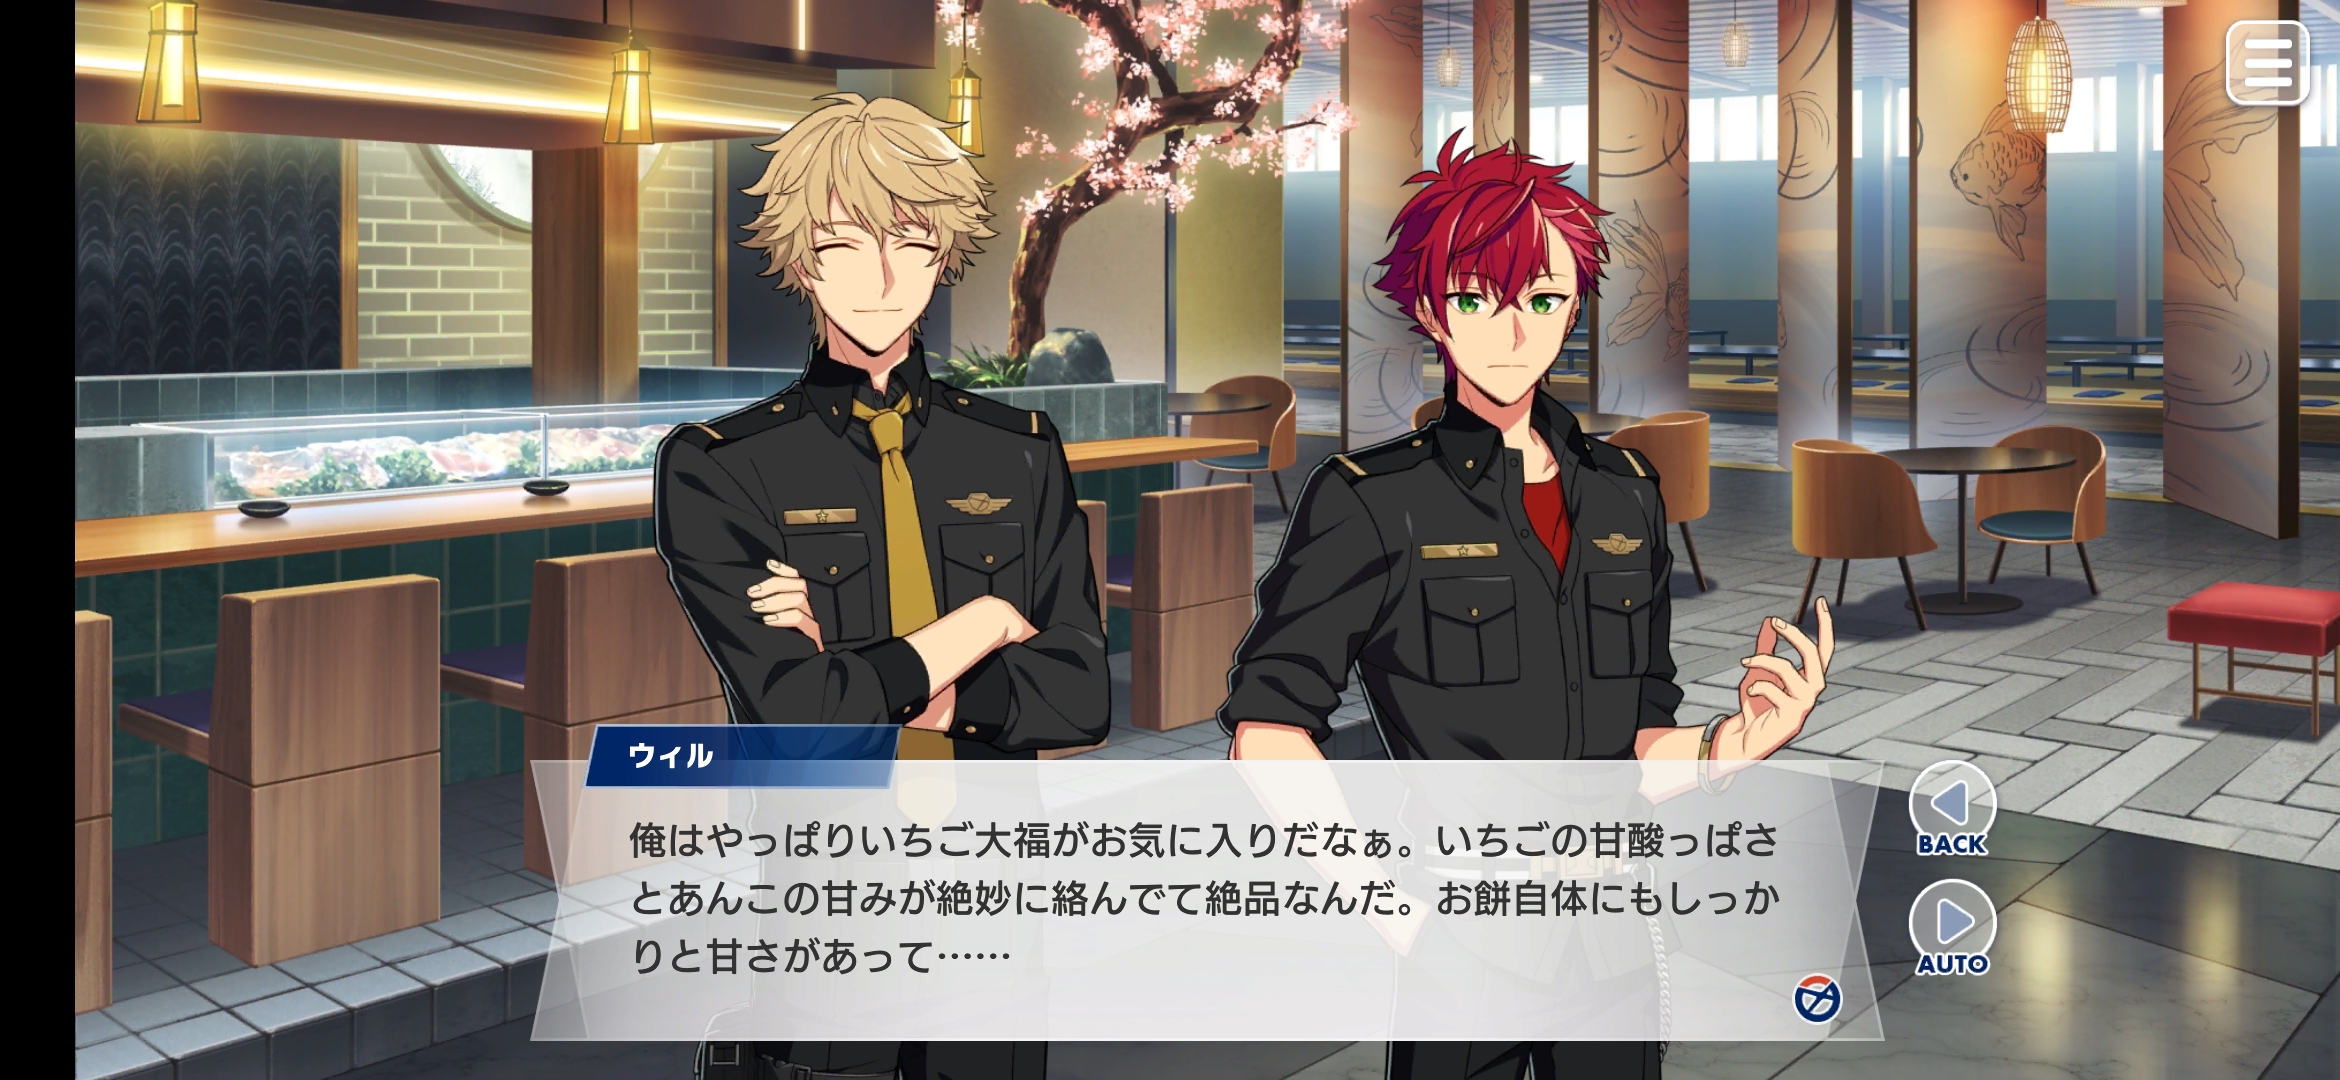 ウィル
俺はやっぱりいちご大福がお気に入りだなぁ。いちごの甘酸っぱさ
とあんこの甘みが絶妙に絡んでて絶品なんだ。お餅自体にもしっか
りと甘さがあって……
BACK
AUTO